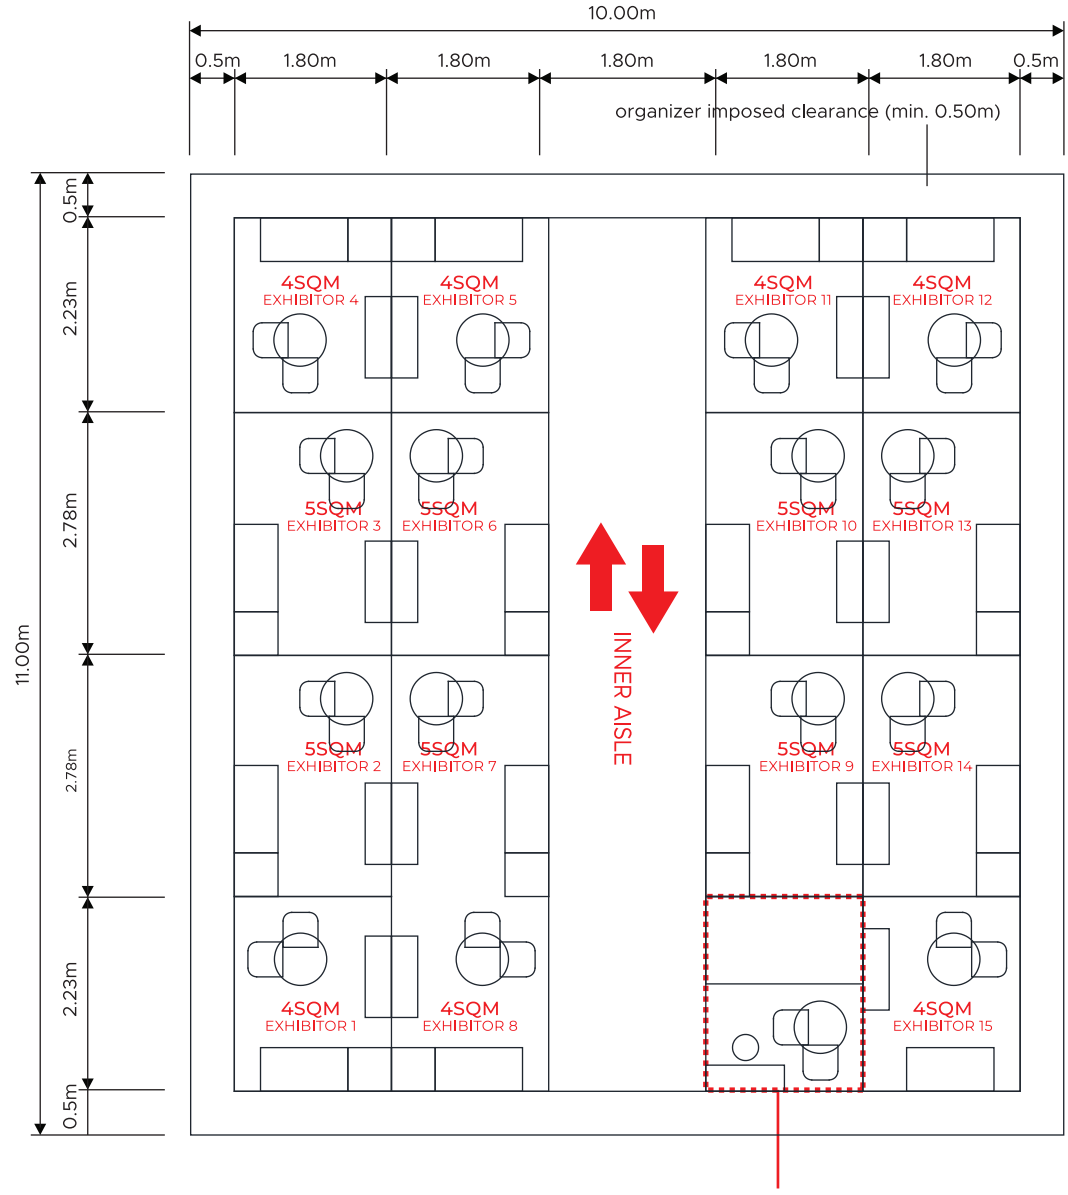 10.00m
0.5m 1.80m 1.80m 1.80m 1.80m 1.80m 0.5m
organizer imposed clearance (min. 0.50m)
0.5m
2.23m
2.78m
11.00m
2.78m
2.23m
0.5m
4SQM
EXHIBITOR 4
4SQM
EXHIBITOR 5
4SQM
EXHIBITOR 11
4SQM
EXHIBITOR 12
5SQM
EXHIBITOR 3
5SQM
EXHIBITOR 6
5SQM
EXHIBITOR 10
5SQM
EXHIBITOR 13
INNER AISLE
5SQM
EXHIBITOR 2
5SQM
EXHIBITOR 7
5SQM
EXHIBITOR 9
5SQM
EXHIBITOR 14
4SQM
EXHIBITOR 1
4SQM
EXHIBITOR 8
4SQM
EXHIBITOR 15